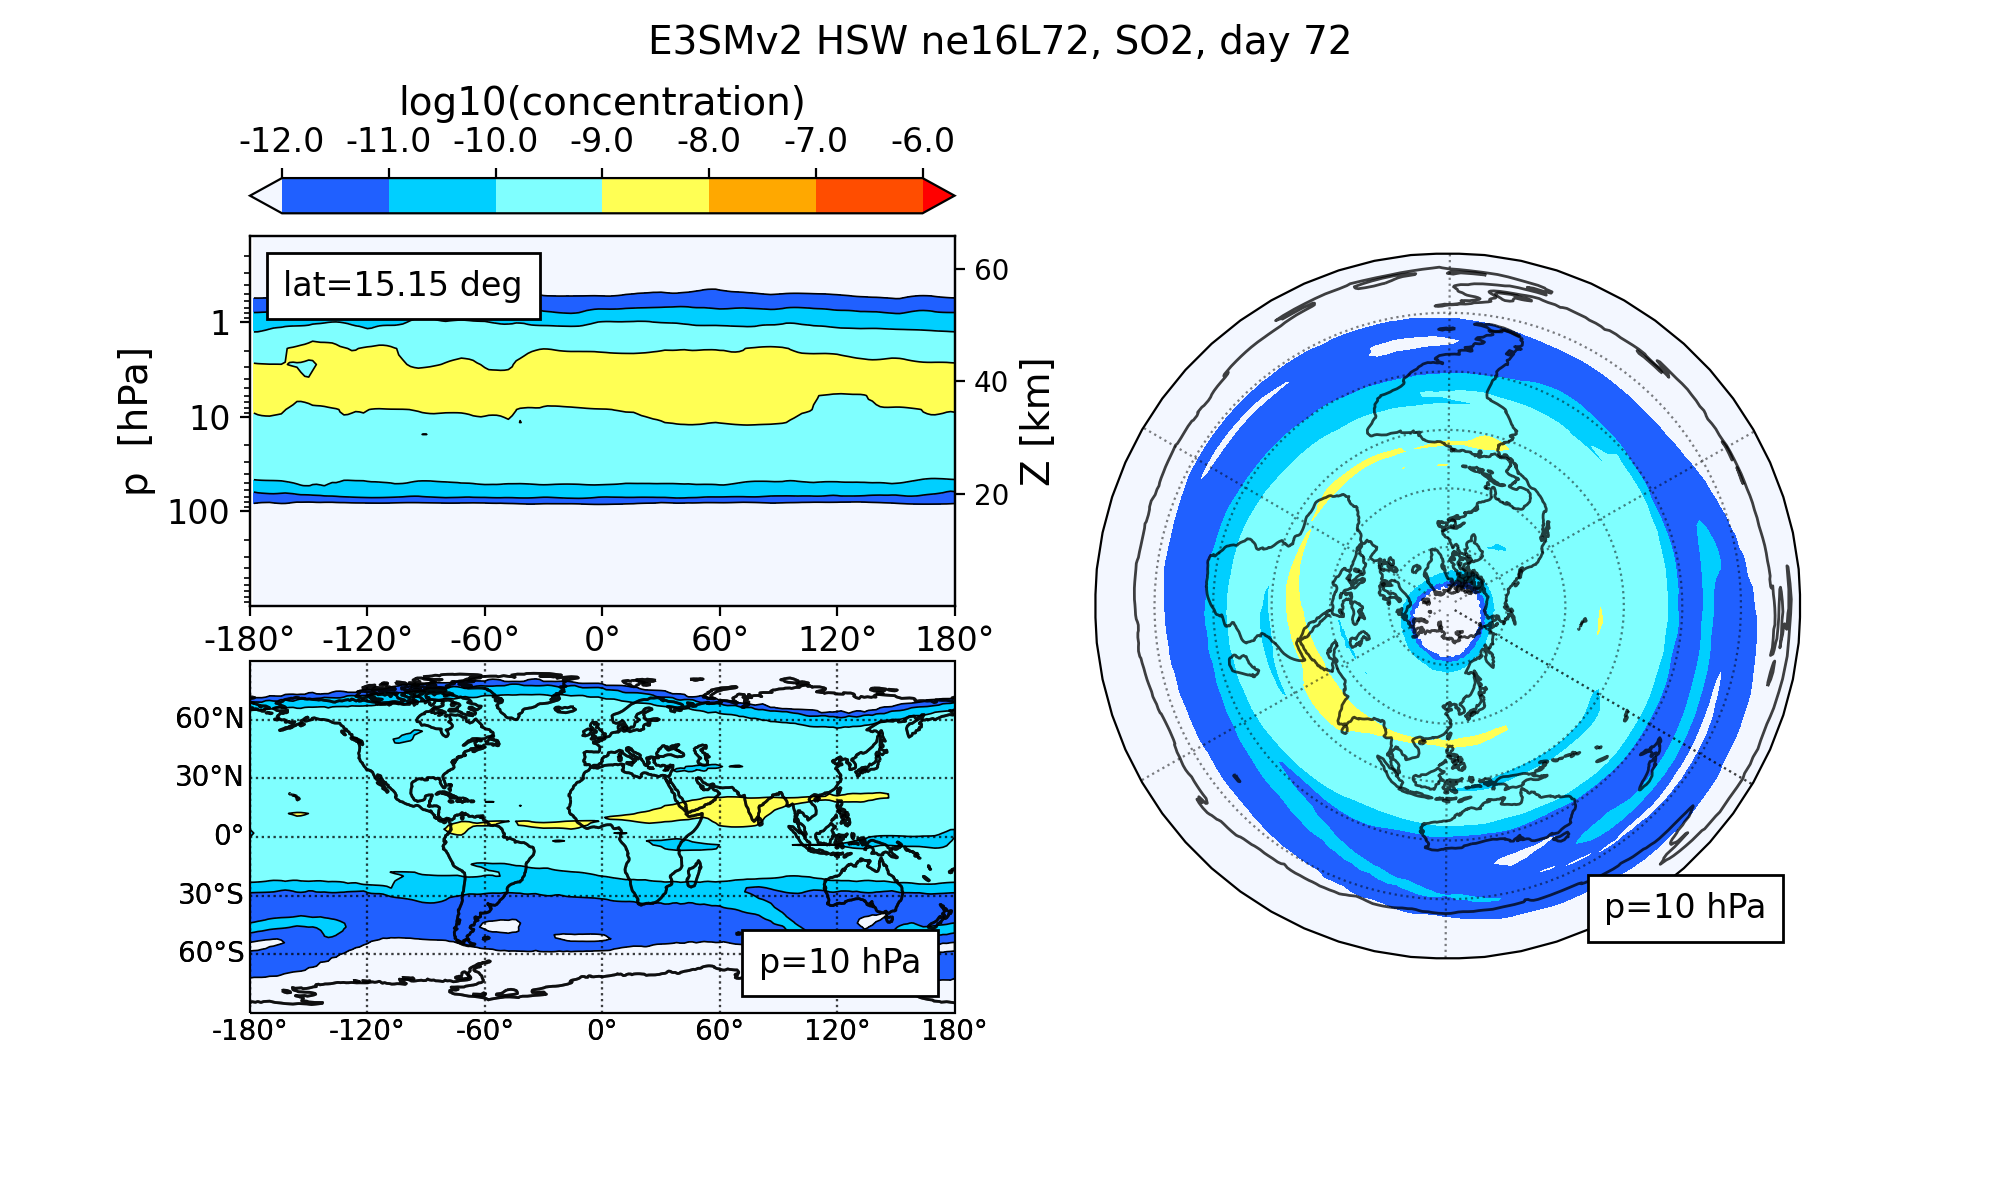 E3SMv2 HSW ne16L72, SO2, day 72
log10(concentration)
-12.0 -11.0 -10.0 -9.0 -8.0 -7.0 -6.0
lat=15.15 deg
p [hPa]
1
10
100
Z [km]
60
40
20
-180° -120° -60° 0° 60° 120° 180°
60°N
30°N
0°
30°S
60°S
p=10 hPa
-180° -120° -60° 0° 60° 120° 180°
p=10 hPa